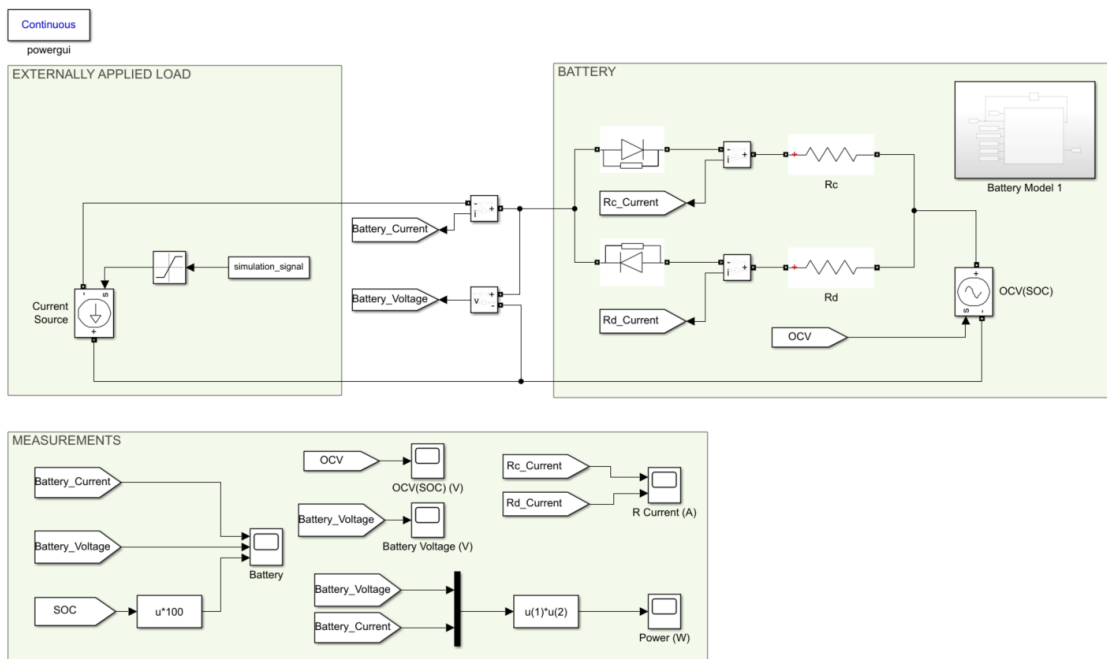 Continuous
powergui
EXTERNALLY APPLIED LOAD
simulation_signal
s
-
+
Current
Source
Battery_Current
-
i
+
Battery_Voltage
+
v
-
BATTERY
-
i
+
+
Rc
Rc_Current
-
i
+
+
Rd
Rd_Current
OCV
Battery Model 1
+
s
-
OCV(SOC)
MEASUREMENTS
Battery_Current
Battery_Voltage
SOC
u*100
Battery
OCV
OCV(SOC) (V)
Battery_Voltage
Battery Voltage (V)
Rc_Current
Rd_Current
R Current (A)
Battery_Voltage
Battery_Current
u(1)*u(2)
Power (W)